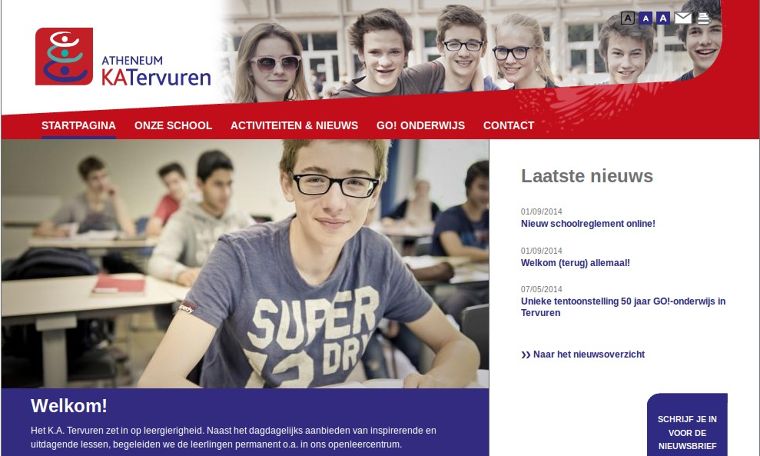 A A A
ATHENEUM
KATervuren
STARTPAGINA ONZE SCHOOL ACTIVITEITEN & NIEUWS GO! ONDERWIJS CONTACT
SUPER
DRY
Welkom!
Het K.A. Tervuren zet in op leergierigheid. Naast het dagdagelijks aanbieden van inspirerende en
uitdagende lessen, begeleiden we de leerlingen permanent o.a. in ons openleercentrum.
Laatste nieuws
01/09/2014
Nieuw schoolreglement online!
01/09/2014
Welkom (terug) allemaal!
07/05/2014
Unieke tentoonstelling 50 jaar GO!-onderwijs in
Tervuren
❯❯ Naar het nieuwsoverzicht
SCHRIJF JE IN
VOOR DE
NIEUWSBRIEF